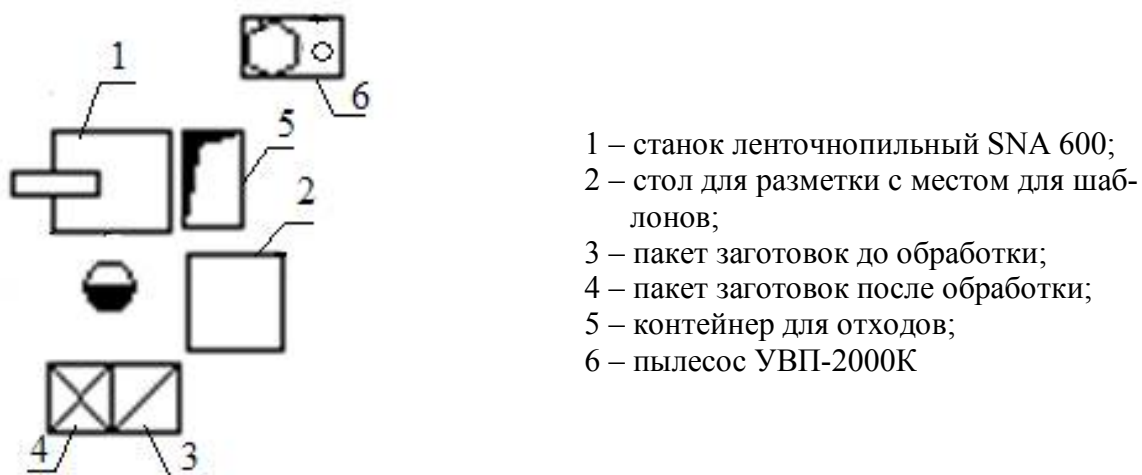 1
6
5
2
4
3
1 – станок ленточнопильный SNA 600;
2 – стол для разметки с местом для шаб-
лонов;
3 – пакет заготовок до обработки;
4 – пакет заготовок после обработки;
5 – контейнер для отходов;
6 – пылесос УВП-2000К